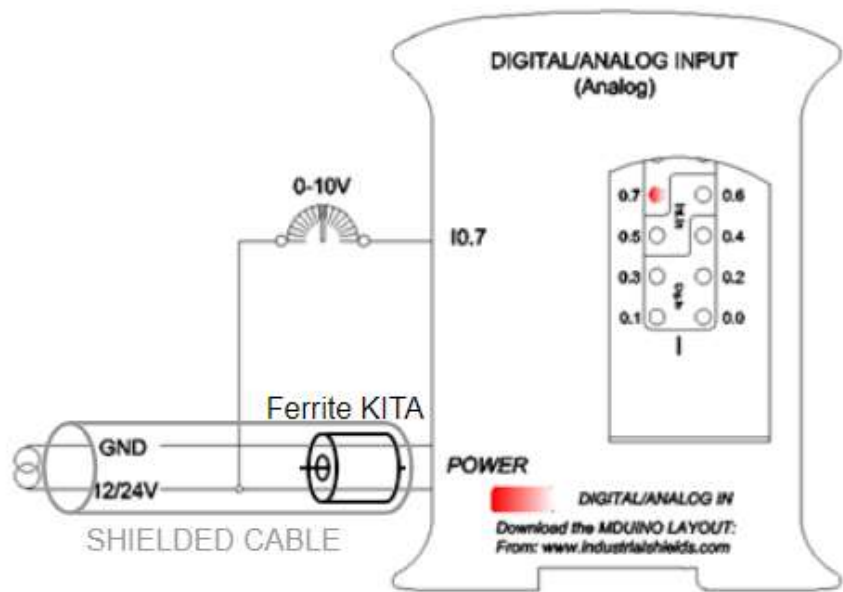 DIGITAL/ANALOG INPUT
(Analog)
0-10V
I0.7
0.7
0.6
0.5
0.4
0.3
0.2
0.1
0.0
I
Ferrite KITA
GND
12/24V
SHIELDED CABLE
POWER
DIGITAL/ANALOG IN
Download the MDUINO LAYOUT:
From: www.industrialshields.com